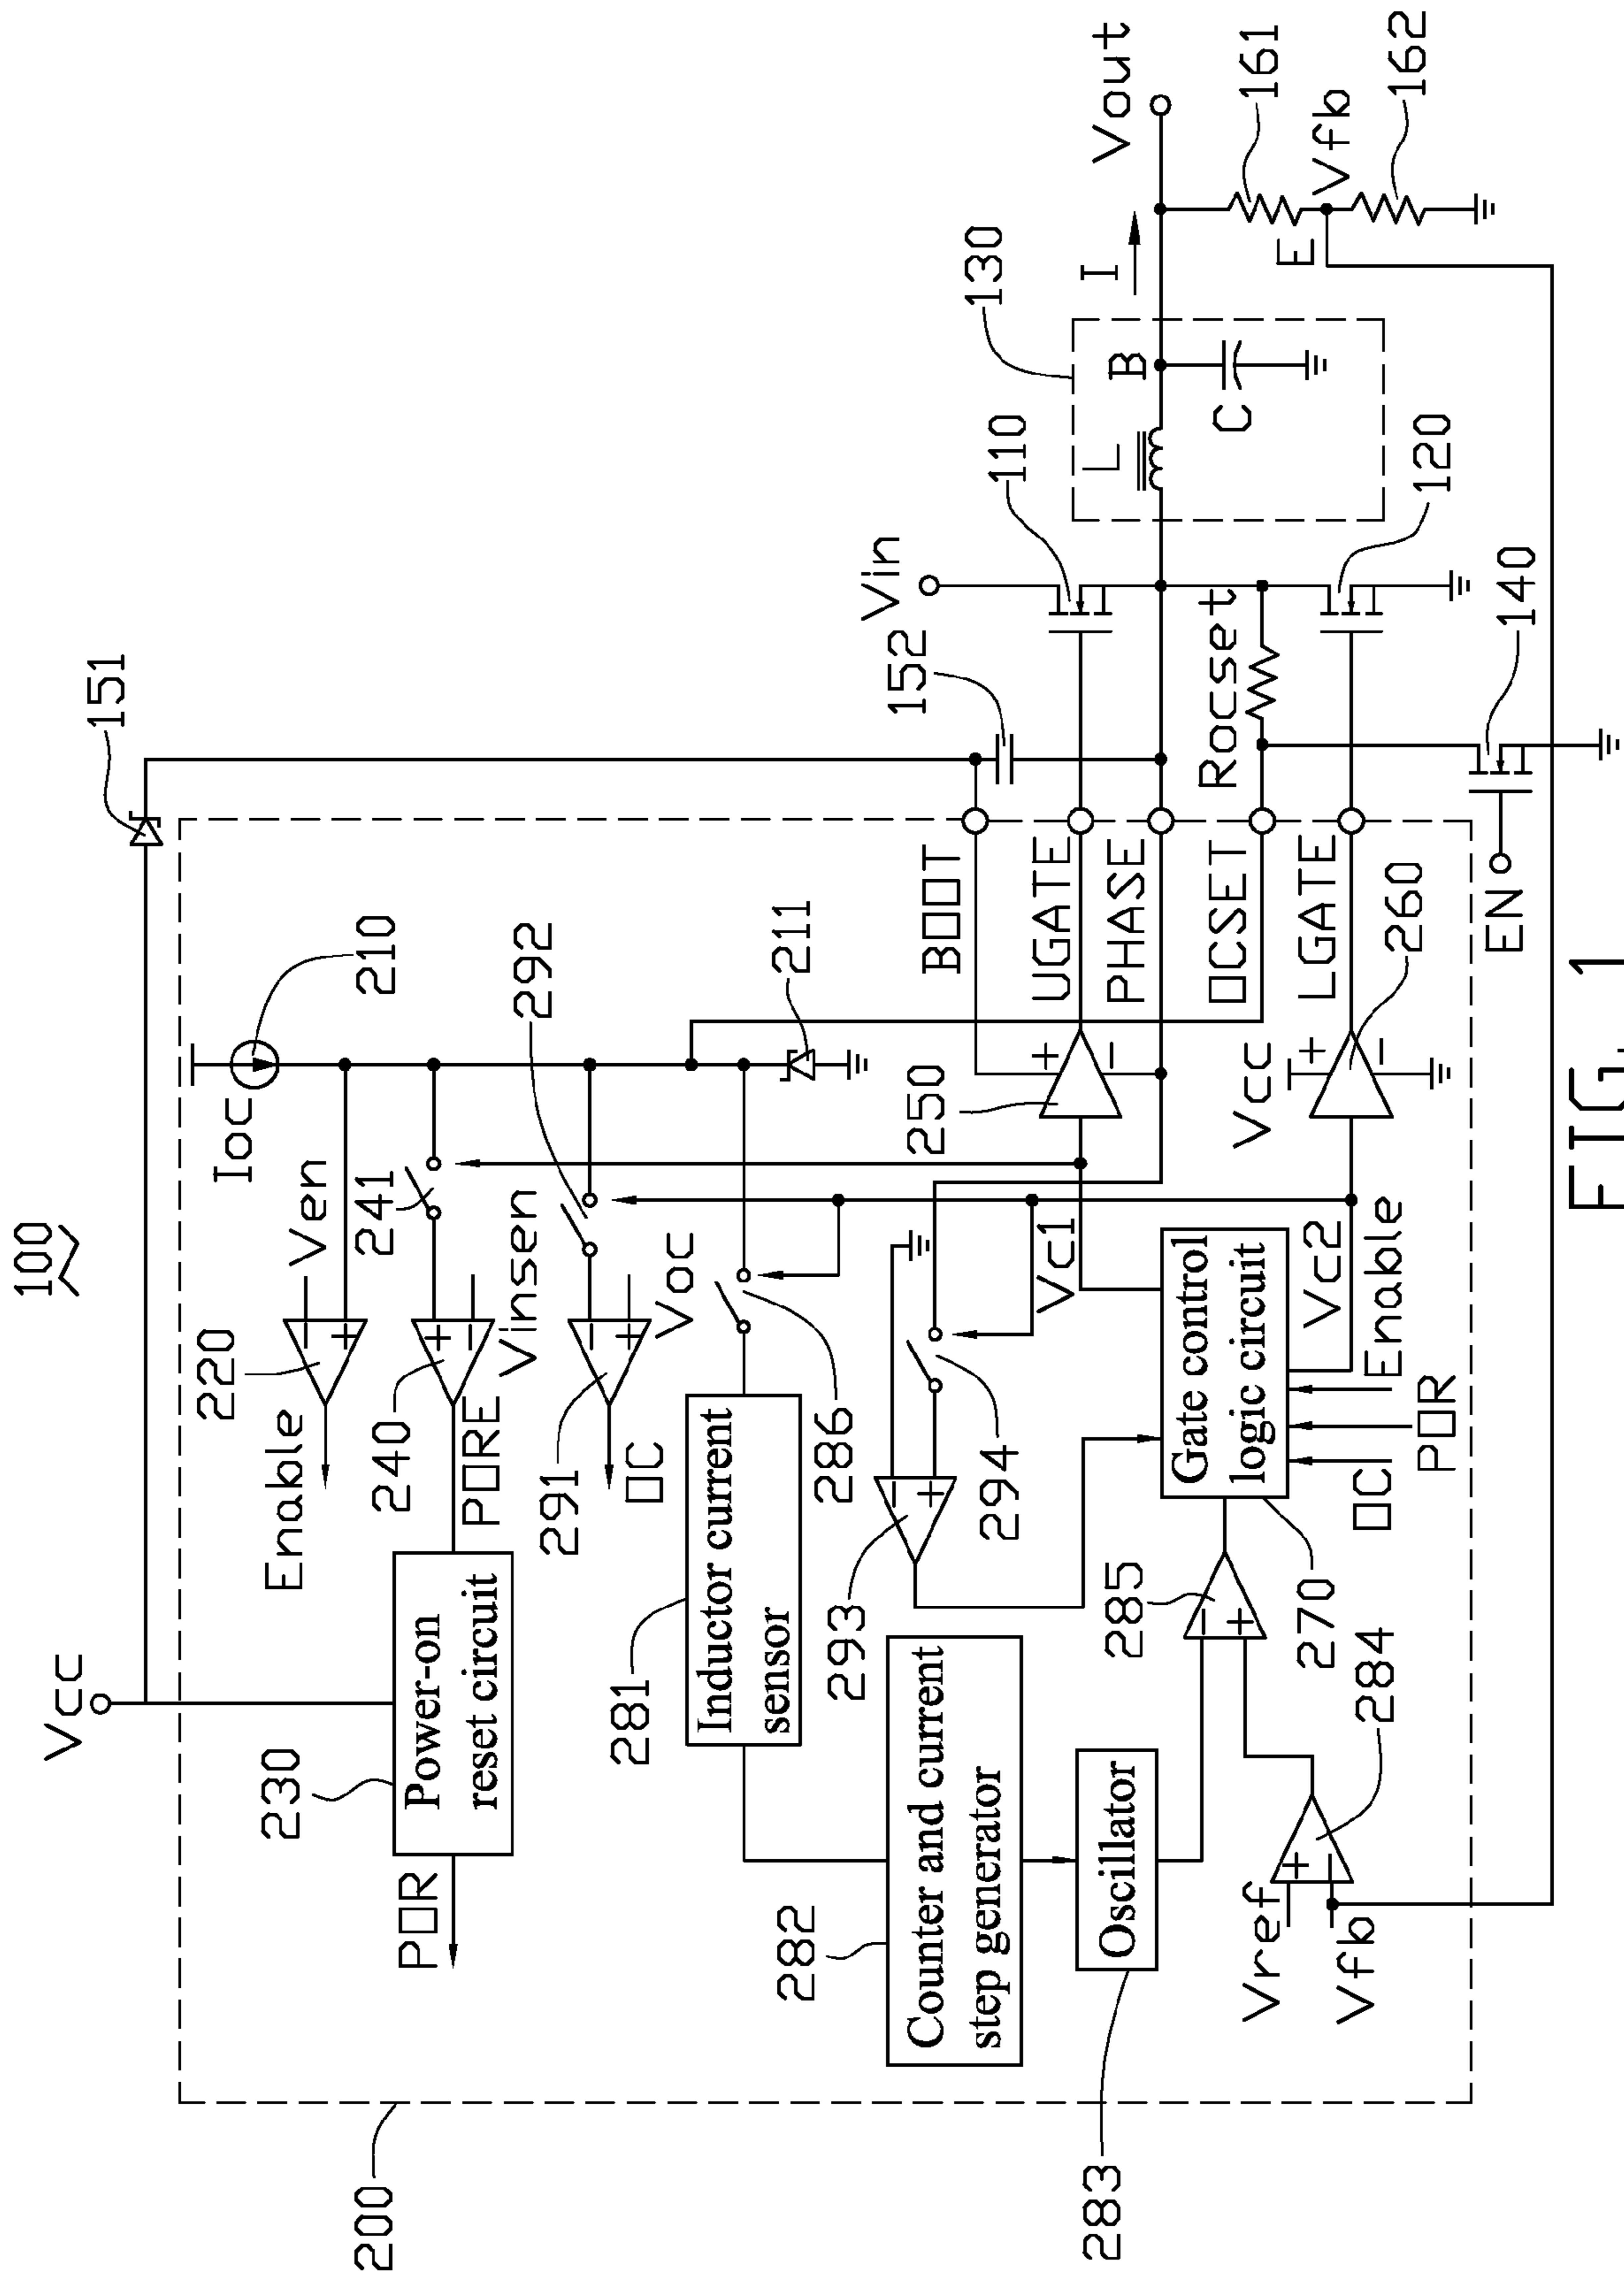 100
Vcc
151
200
230
Power-on
reset circuit
POR
220
Ven
Enable
Ioc
210
240
241
PORE
Vinsen
292
291
OC
Voc
211
281
Inductor current
sensor
286
282
Counter and current
step generator
293
294
Vc1
283
Oscillator
285
Gate control
logic circuit
270
Vc2
Enable
POR
OC
284
Vref
Vfb
250
BOOT
UGATE
PHASE
OCSET
LGATE
Vcc
260
EN
140
152
Vin
110
Rocset
120
130
L
B
C
I
Vout
161
E
Vfb
162
FIG. 1